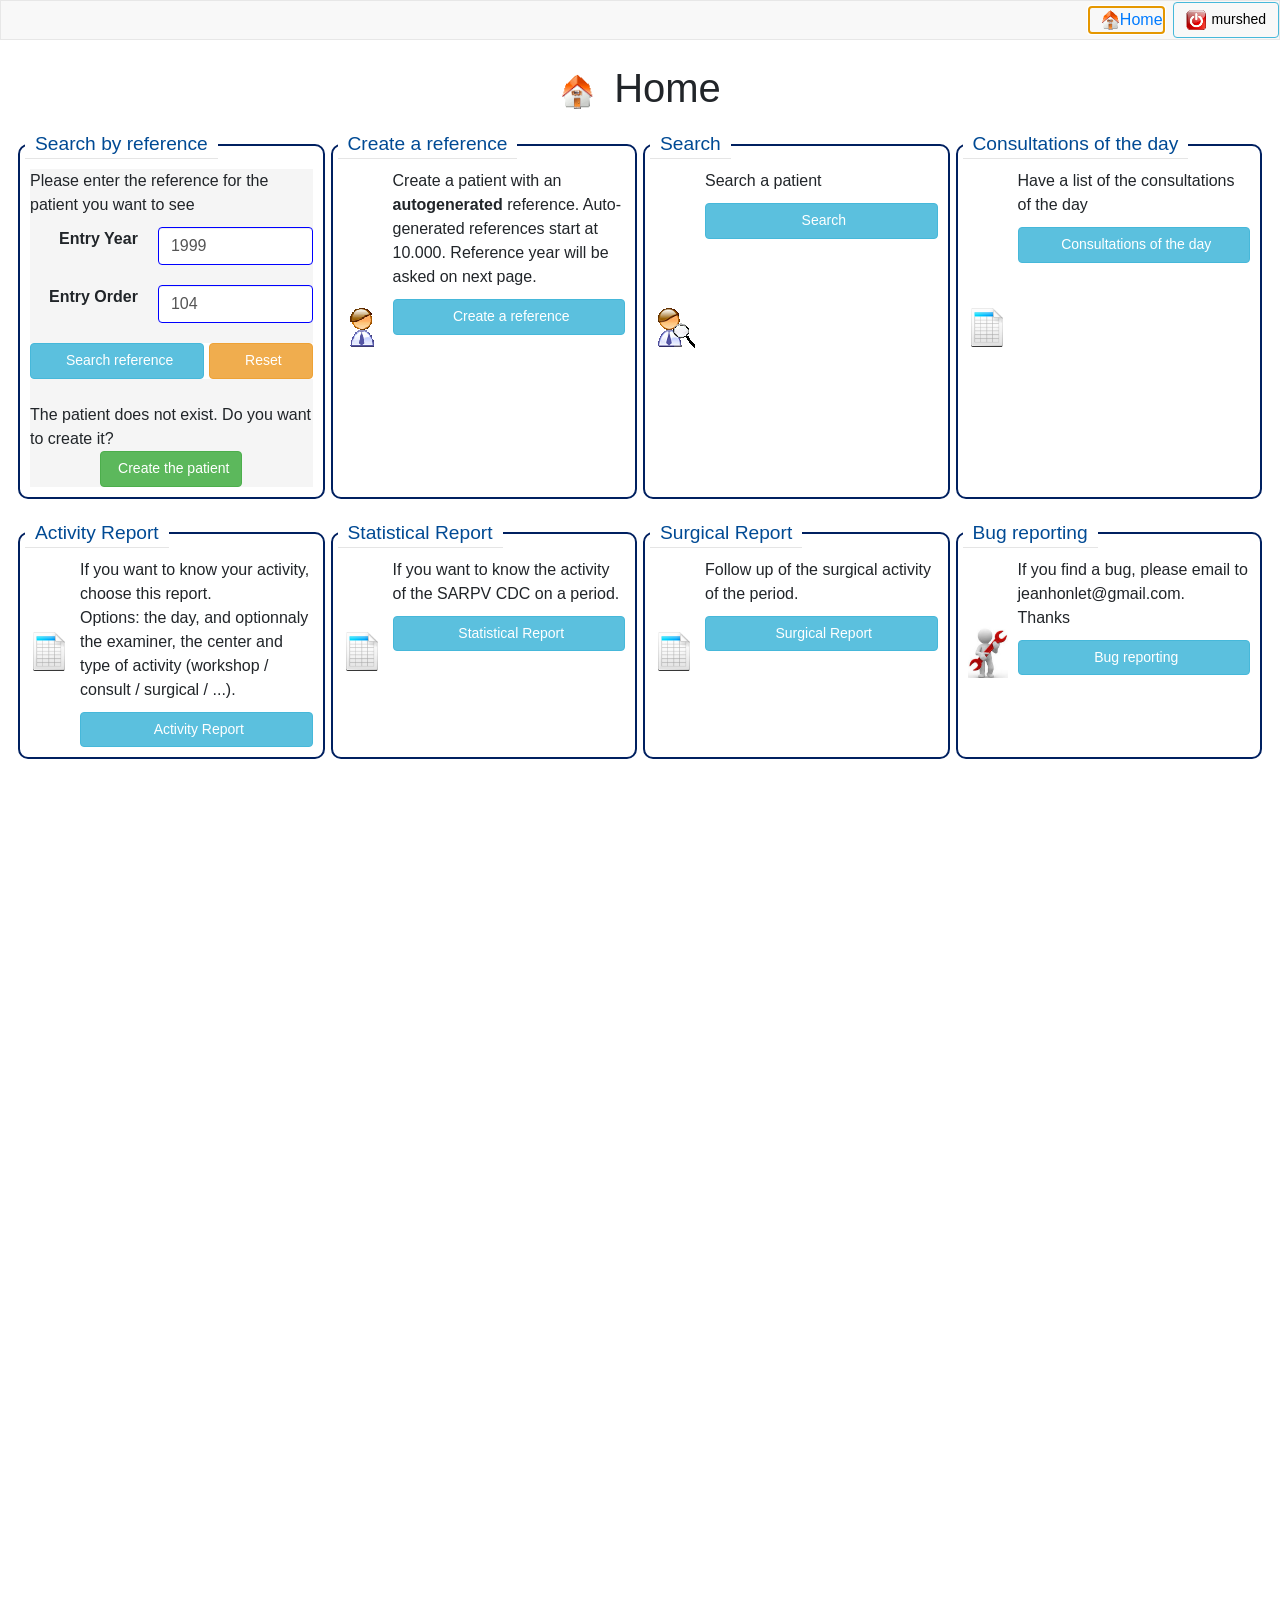 Home
murshed
Home
Search by reference
Please enter the reference for the
patient you want to see
Entry Year
1999
Entry Order
104
Search reference
Reset
The patient does not exist. Do you want
to create it?
Create the patient
Create a reference
Create a patient with an
autogenerated reference. Auto-
generated references start at
10.000. Reference year will be
asked on next page.
Create a reference
Search
Search a patient
Search
Consultations of the day
Have a list of the consultations
of the day
Consultations of the day
Activity Report
If you want to know your activity,
choose this report.
Options: the day, and optionnaly
the examiner, the center and
type of activity (workshop /
consult / surgical / ...).
Activity Report
Statistical Report
If you want to know the activity
of the SARPV CDC on a period.
Statistical Report
Surgical Report
Follow up of the surgical activity
of the period.
Surgical Report
Bug reporting
If you find a bug, please email to
jeanhonlet@gmail.com.
Thanks
Bug reporting